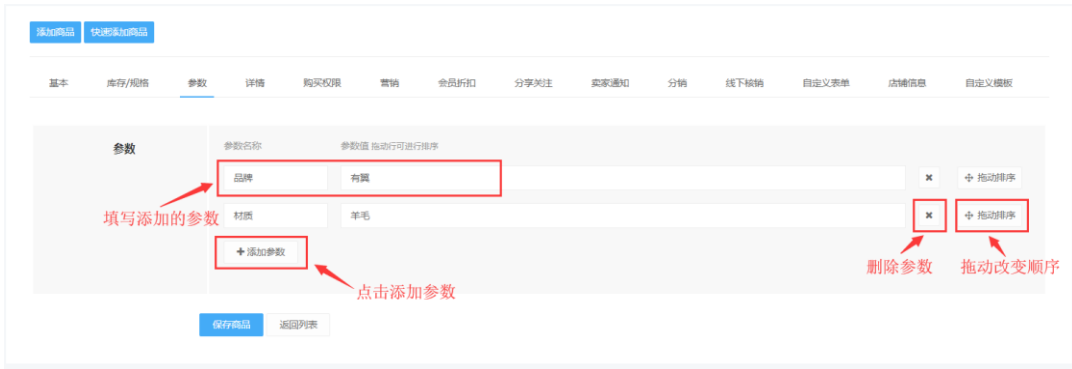 添加商品 快速添加商品
基本 库存/规格 参数 详情 购买权限 营销 会员折扣 分享关注 卖家通知 分销 线下核销 自定义表单 店铺信息 自定义模板
参数 参数名称 参数值 拖动行可进行排序
品牌 有翼 拖动排序
填写添加的参数 材质 羊毛 拖动排序
添加参数
删除参数 拖动改变顺序
点击添加参数
保存商品 返回列表